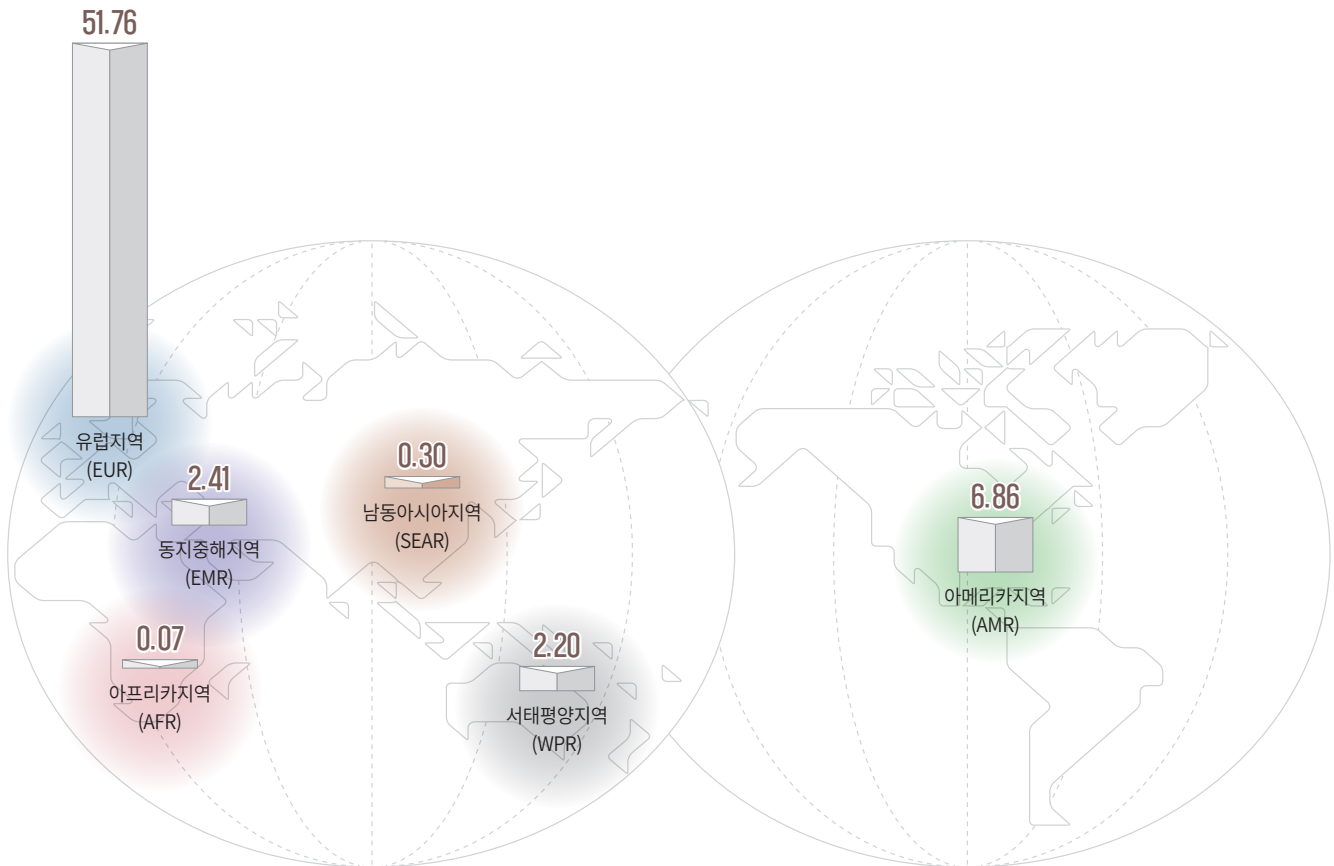 51.76
유럽지역
(EUR)
2.41
동지중해지역
(EMR)
0.30
남동아시아지역
(SEAR)
6.86
아메리카지역
(AMR)
0.07
아프리카지역
(AFR)
2.20
서태평양지역
(WPR)